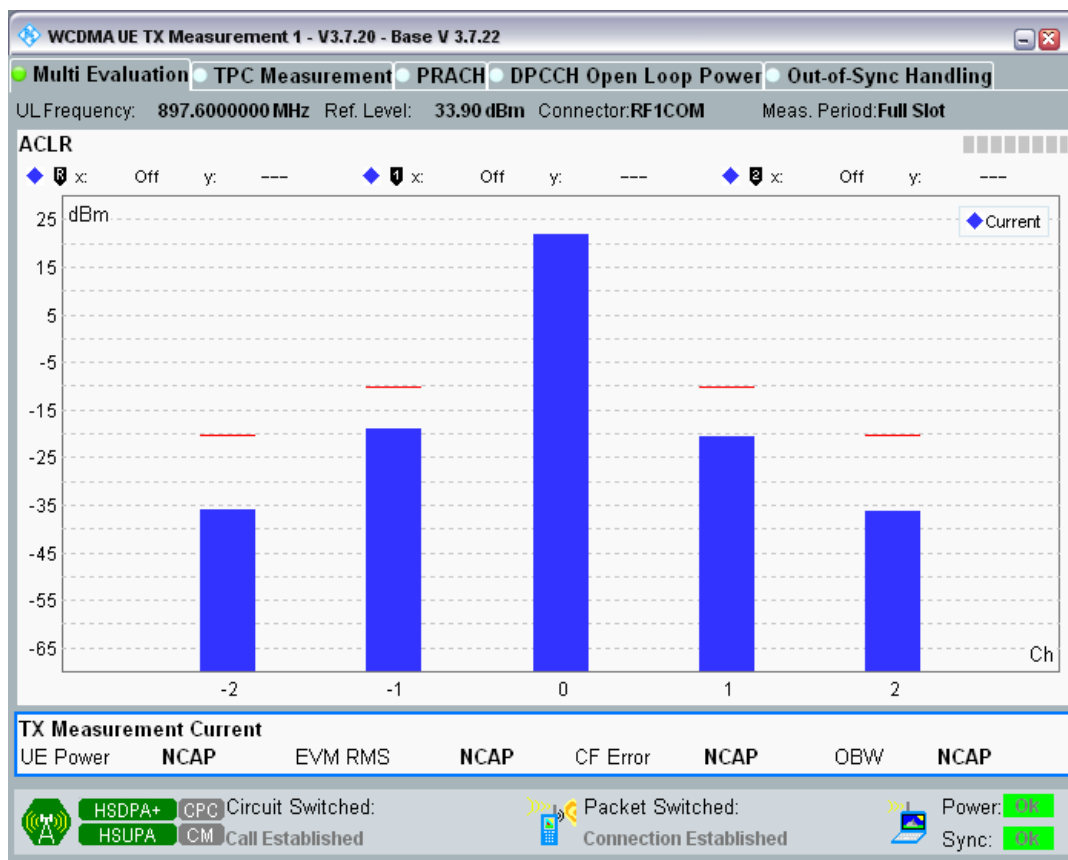 WCDMA UE TX Measurement 1 - V3.7.20 - Base V 3.7.22
Multi Evaluation TPC Measurement PRACH DPCCH Open Loop Power Out-of-Sync Handling
UL Frequency: 897.6000000 MHz Ref. Level: 33.90 dBm Connector:RF1COM Meas. Period:Full Slot
ACLR
R x: Off y: --- 1 x: Off y: --- 2 x: Off y: ---
dBm
Current
25
15
5
-5
-15
-25
-35
-45
-55
-65
Ch
-2 -1 0 1 2
TX Measurement Current
UE Power NCAP EVM RMS NCAP CF Error NCAP OBW NCAP
HSDPA+ CPC Circuit Switched: Packet Switched: Power: OK
HSUPA CM Call Established Connection Established Sync: OK